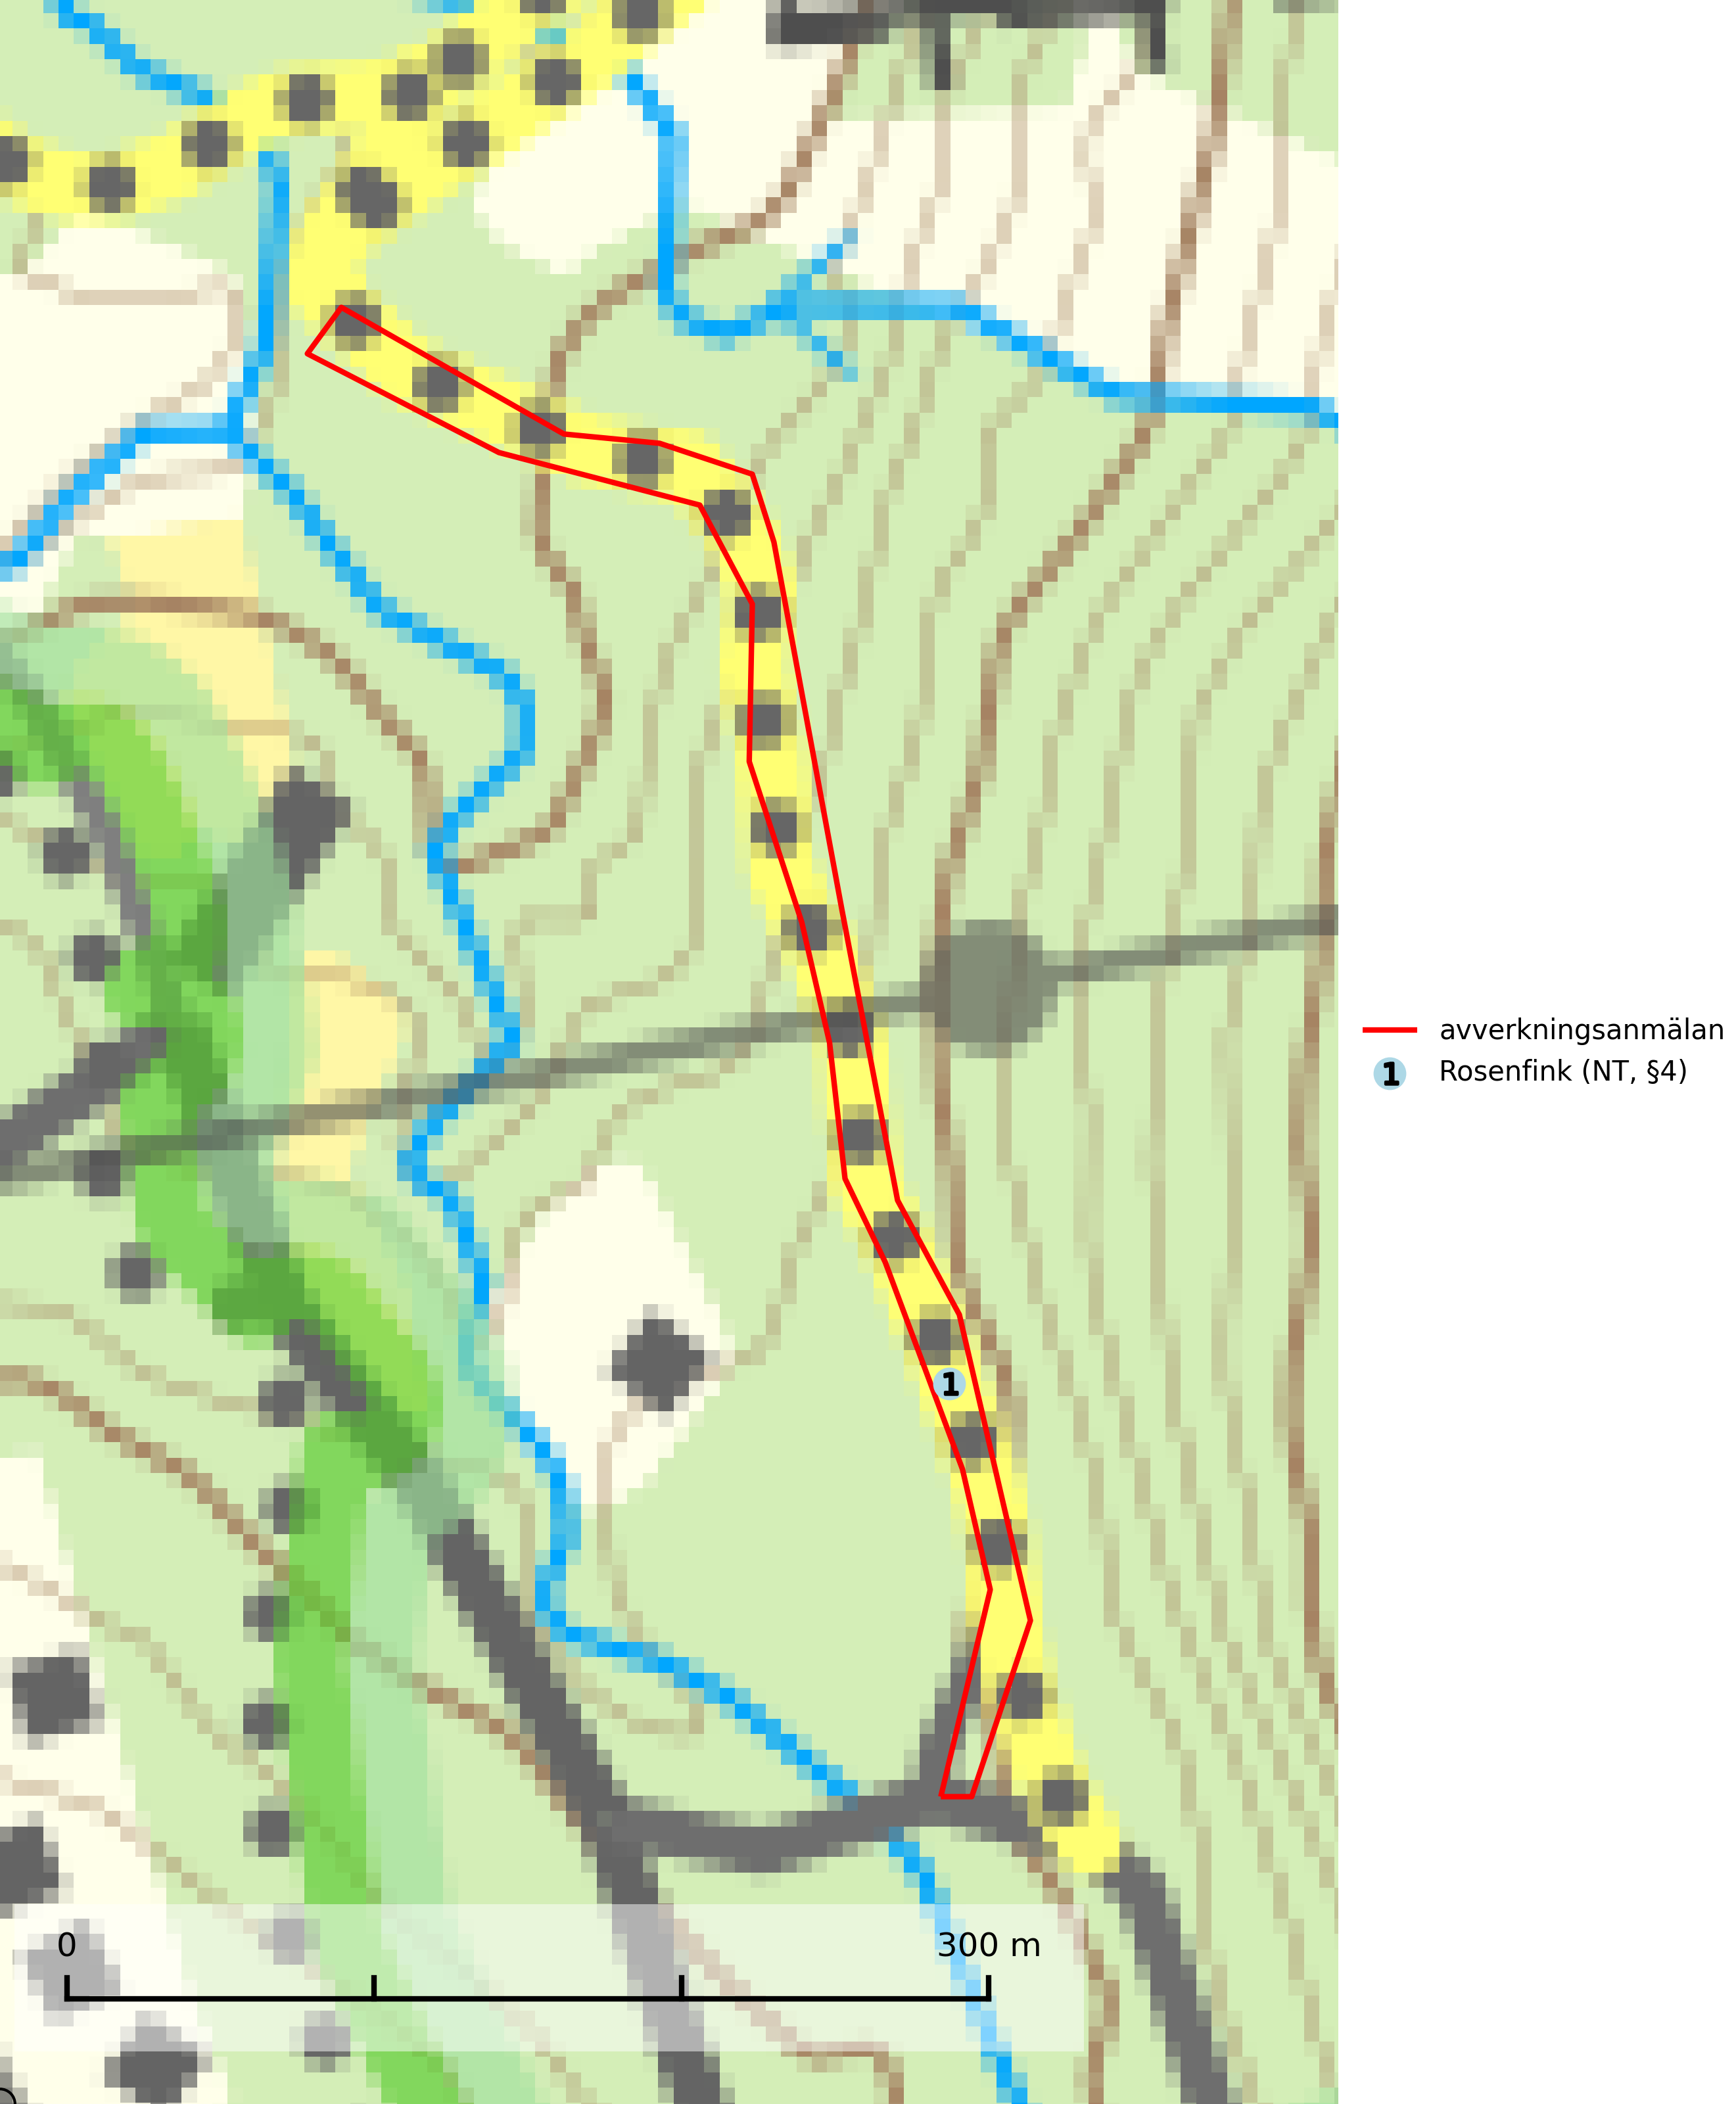 avverkningsanmälan
1 Rosenfink (NT, §4)
1
0 300 m